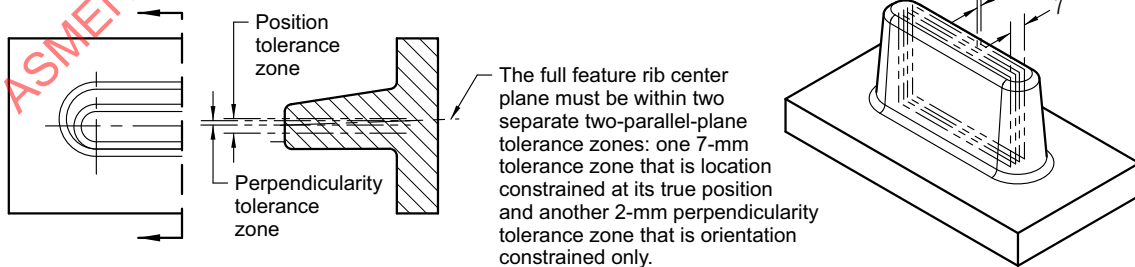 Position
tolerance
zone
Perpendicularity
tolerance
zone
The full feature rib center
plane must be within two
separate two-parallel-plane
tolerance zones: one 7-mm
tolerance zone that is location
constrained at its true position
and another 2-mm perpendicularity
tolerance zone that is orientation
constrained only.
7